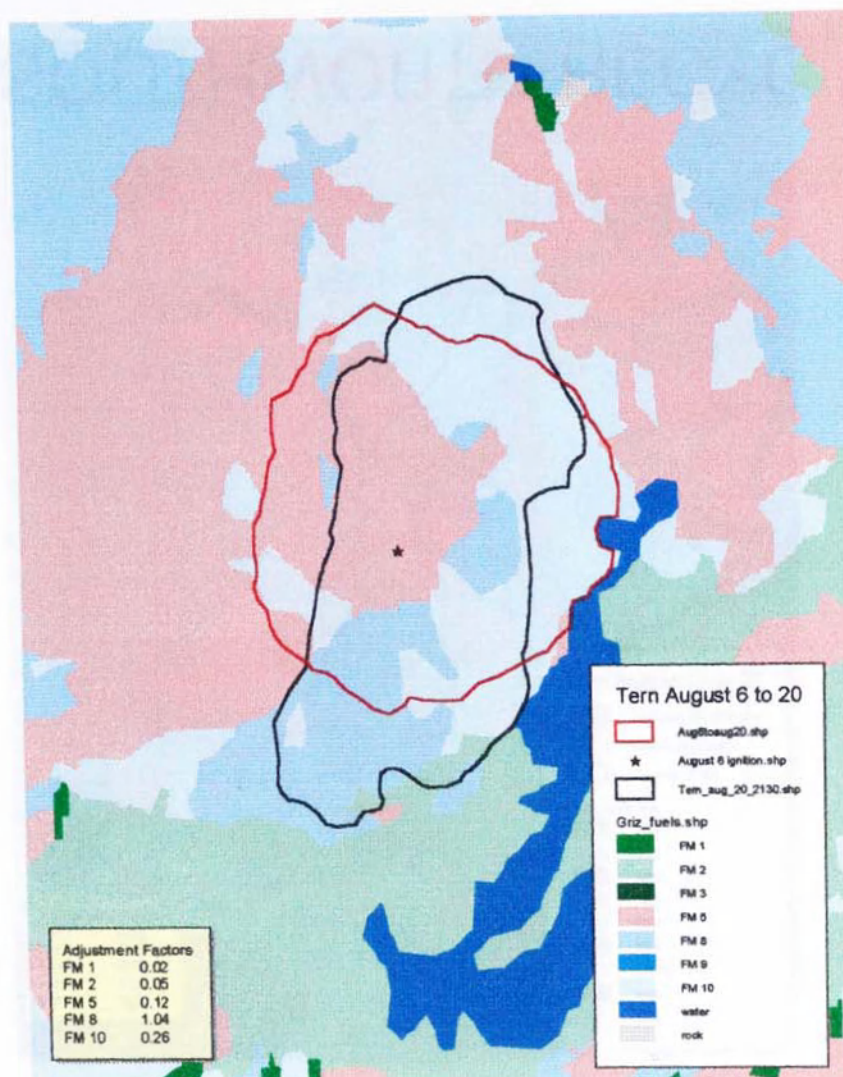 Tern August 6 to 20
Aug6toaug20.shp
August 6 ignition.shp
Tern_aug_20_2130.shp
Griz_fuels.shp
FM 1
FM 2
FM 3
FM 5
FM 8
FM 9
FM 10
water
rock
Adjustment Factors
FM 1 0.02
FM 2 0.05
FM 5 0.12
FM 8 1.04
FM 10 0.26